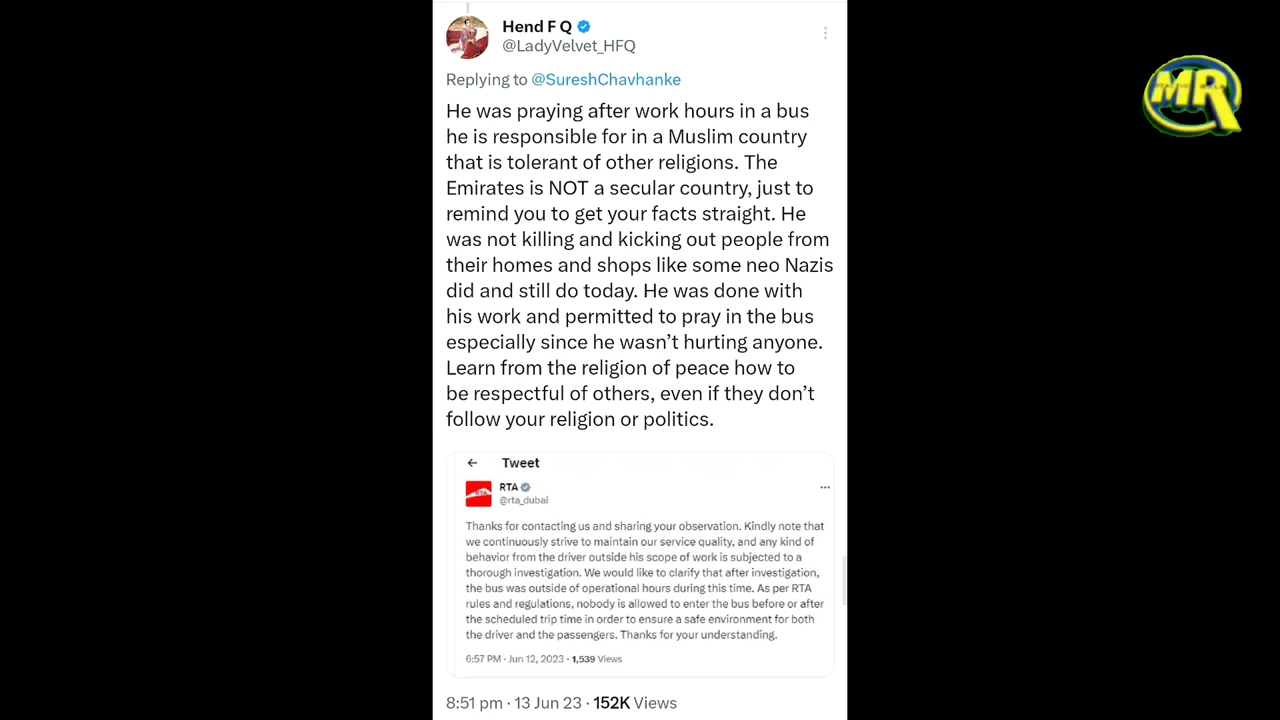 Hend F Q
@LadyVelvet_HFQ
Replying to @SureshChavhanke
He was praying after work hours in a bus
he is responsible for in a Muslim country
that is tolerant of other religions. The
Emirates is NOT a secular country, just to
remind you to get your facts straight. He
was not killing and kicking out people from
their homes and shops like some neo Nazis
did and still do today. He was done with
his work and permitted to pray in the bus
especially since he wasn’t hurting anyone.
Learn from the religion of peace how to
be respectful of others, even if they don’t
follow your religion or politics.
Tweet
RTA
RTA
@rta_dubai
Thanks for contacting us and sharing your observation. Kindly note that
we continuously strive to maintain our service quality, and any kind of
behavior from the driver outside his scope of work is subjected to a
thorough investigation. We would like to clarify that after investigation,
the bus was outside of operational hours during this time. As per RTA
rules and regulations, nobody is allowed to enter the bus before or after
the scheduled trip time in order to ensure a safe environment for both
the driver and the passengers. Thanks for your understanding.
6:57 PM · Jun 12, 2023 · 1,539 Views
8:51 pm · 13 Jun 23 · 152K Views
MR